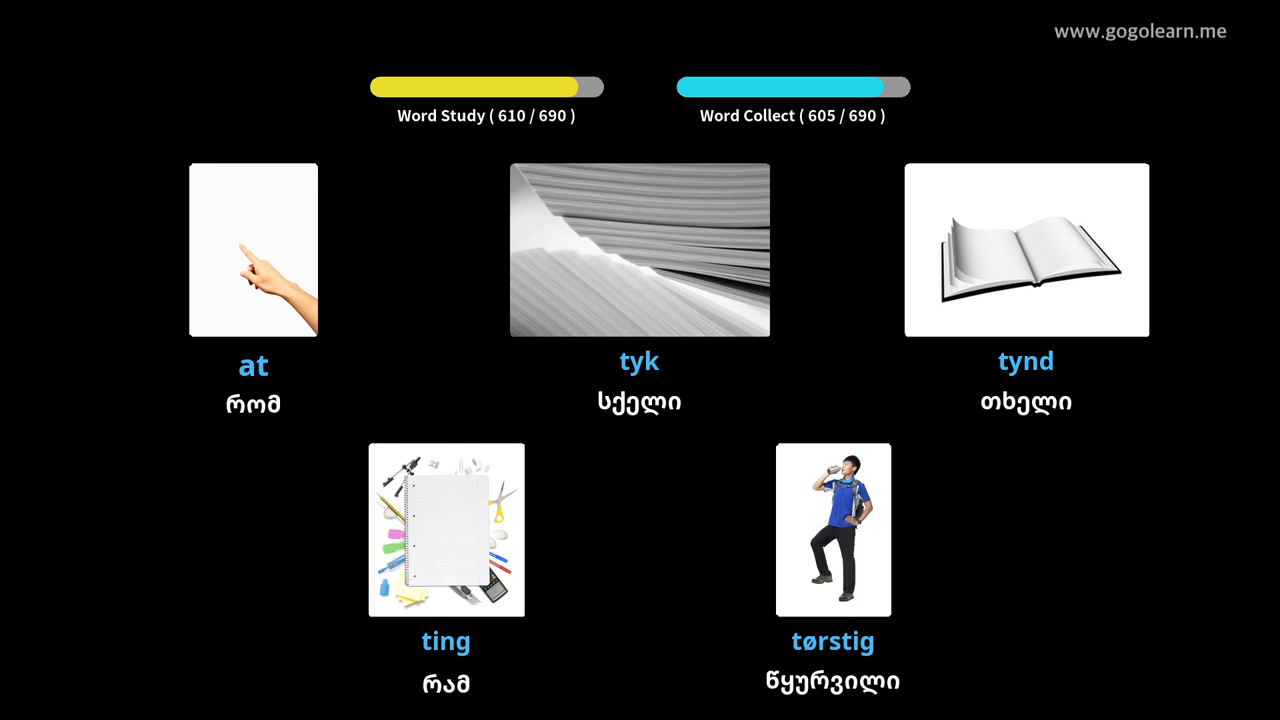 www.gogolearn.me
Word Study ( 610 / 690 )
Word Collect ( 605 / 690 )
at
რომ
tyk
სქელი
tynd
თხელი
ting
რამ
tørstig
წყურვილი